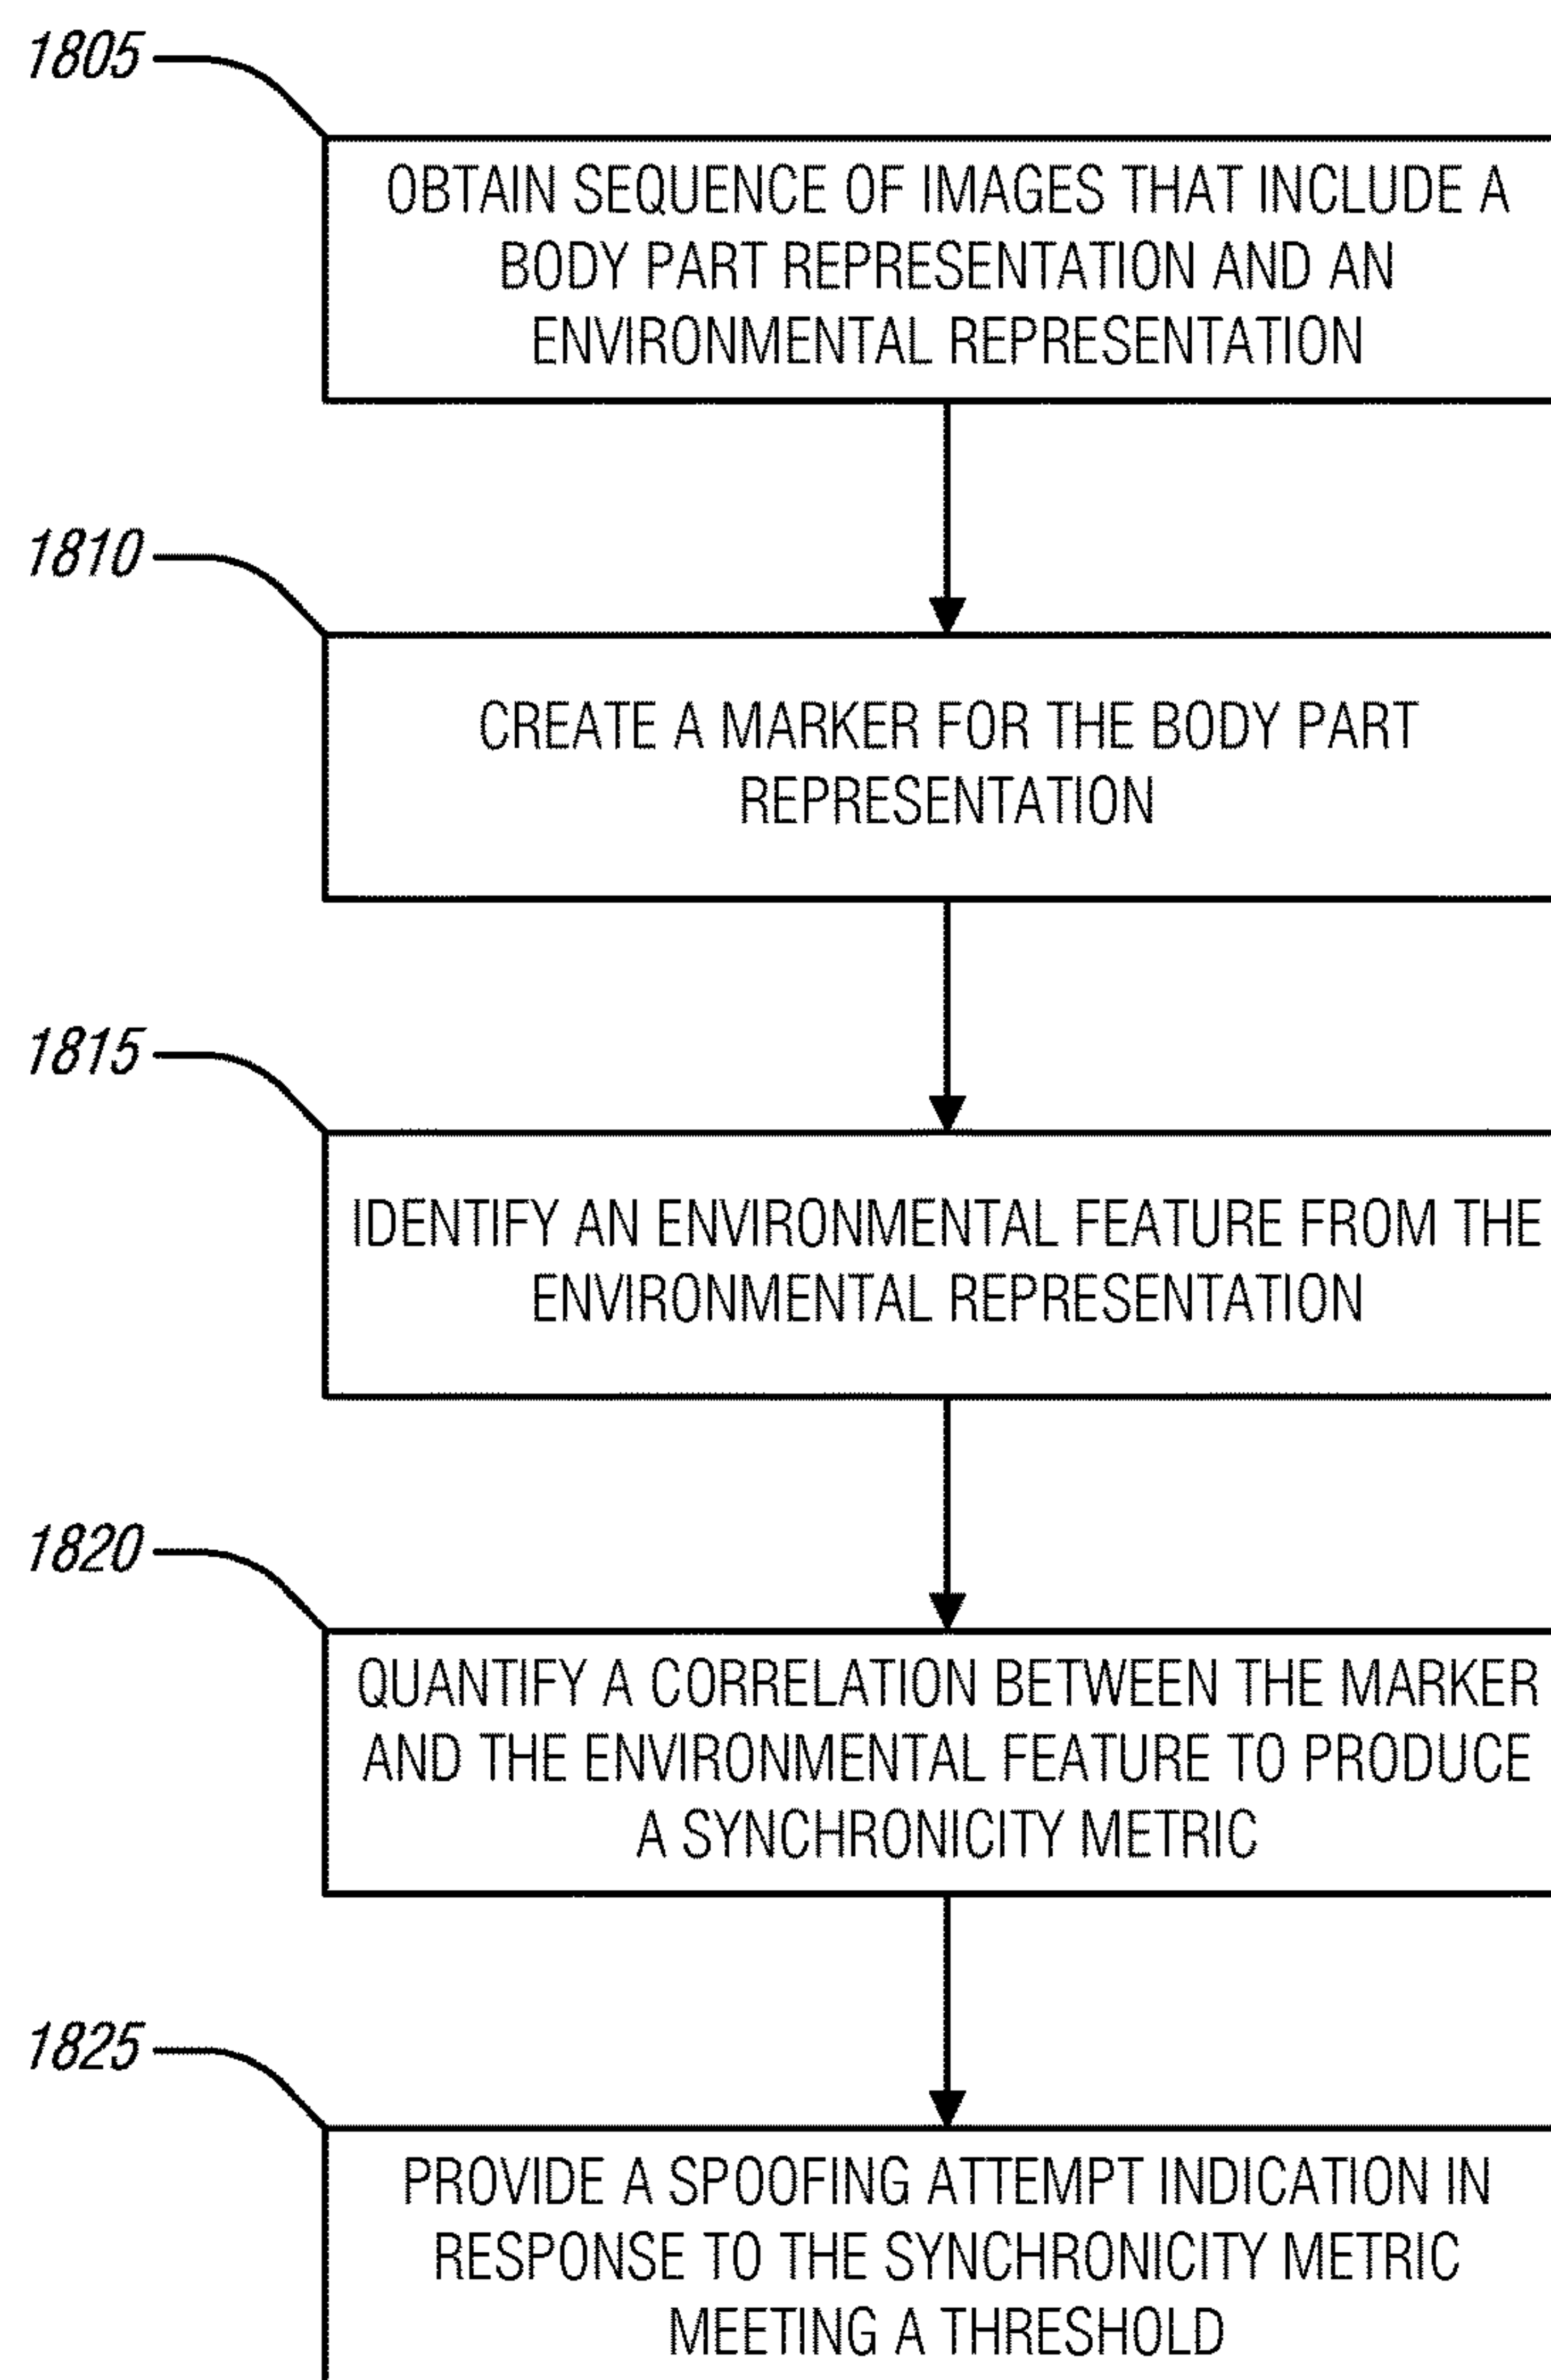 1805
OBTAIN SEQUENCE OF IMAGES THAT INCLUDE A
BODY PART REPRESENTATION AND AN
ENVIRONMENTAL REPRESENTATION
1810
CREATE A MARKER FOR THE BODY PART
REPRESENTATION
1815
IDENTIFY AN ENVIRONMENTAL FEATURE FROM THE
ENVIRONMENTAL REPRESENTATION
1820
QUANTIFY A CORRELATION BETWEEN THE MARKER
AND THE ENVIRONMENTAL FEATURE TO PRODUCE
A SYNCHRONICITY METRIC
1825
PROVIDE A SPOOFING ATTEMPT INDICATION IN
RESPONSE TO THE SYNCHRONICITY METRIC
MEETING A THRESHOLD